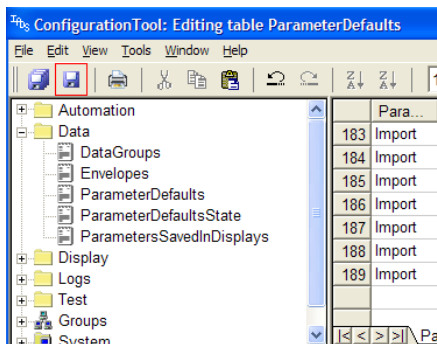 ConfigurationTool: Editing table ParameterDefaults
File Edit View Tools Window Help
Automation
Data
DataGroups
Envelopes
ParameterDefaults
ParameterDefaultsState
ParametersSavedInDisplays
Display
Logs
Test
Groups
System
Para...
183 Import
184 Import
185 Import
186 Import
187 Import
188 Import
189 Import